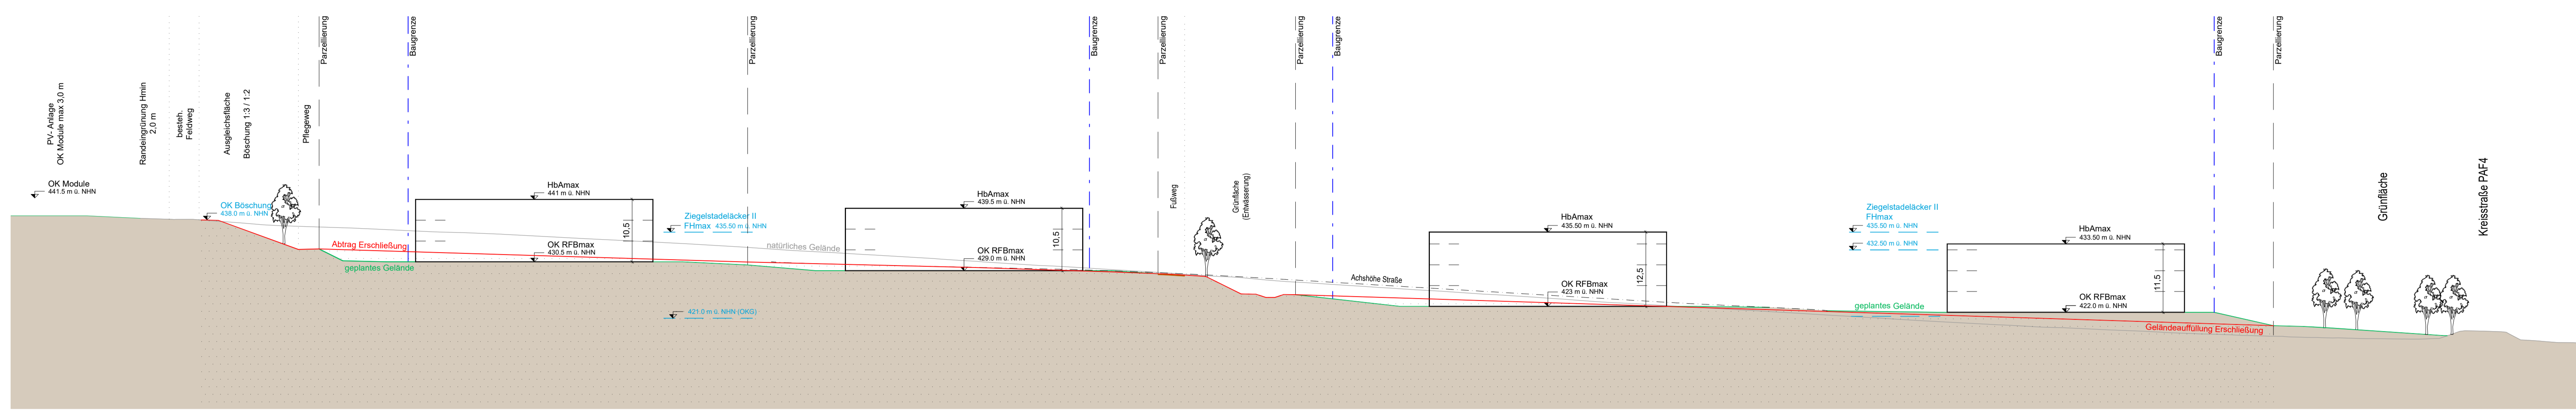 PV- Anlage
OK Module max 3,0 m
Randeingrünung Hmin
2,0 m
besteh.
Feldweg
Ausgleichsfläche
Böschung 1:3 / 1:2
Pflegeweg
Parzellierung
Baugrenze
Parzellierung
Baugrenze
Parzellierung
Parzellierung
Baugrenze
Baugrenze
Parzellierung
OK Module
441.5 m ü. NHN
OK Böschung
438.0 m ü. NHN
Abtrag Erschließung
geplantes Gelände
HbAmax
441 m ü. NHN
10,5
OK RFBmax
430.5 m ü. NHN
Ziegelstadeläcker II
FHmax 435.50 m ü. NHN
421.0 m ü. NHN (OKG)
natürliches Gelände
HbAmax
439.5 m ü. NHN
10,5
OK RFBmax
429.0 m ü. NHN
Fußweg
Grünfläche
(Entwässerung)
Achshöhe Straße
HbAmax
435.50 m ü. NHN
12,5
OK RFBmax
423 m ü. NHN
Ziegelstadeläcker II
FHmax
435.50 m ü. NHN
432.50 m ü. NHN
geplantes Gelände
HbAmax
433.50 m ü. NHN
11,5
OK RFBmax
422.0 m ü. NHN
Geländeauffüllung Erschließung
Grünfläche
Kreisstraße PAF4